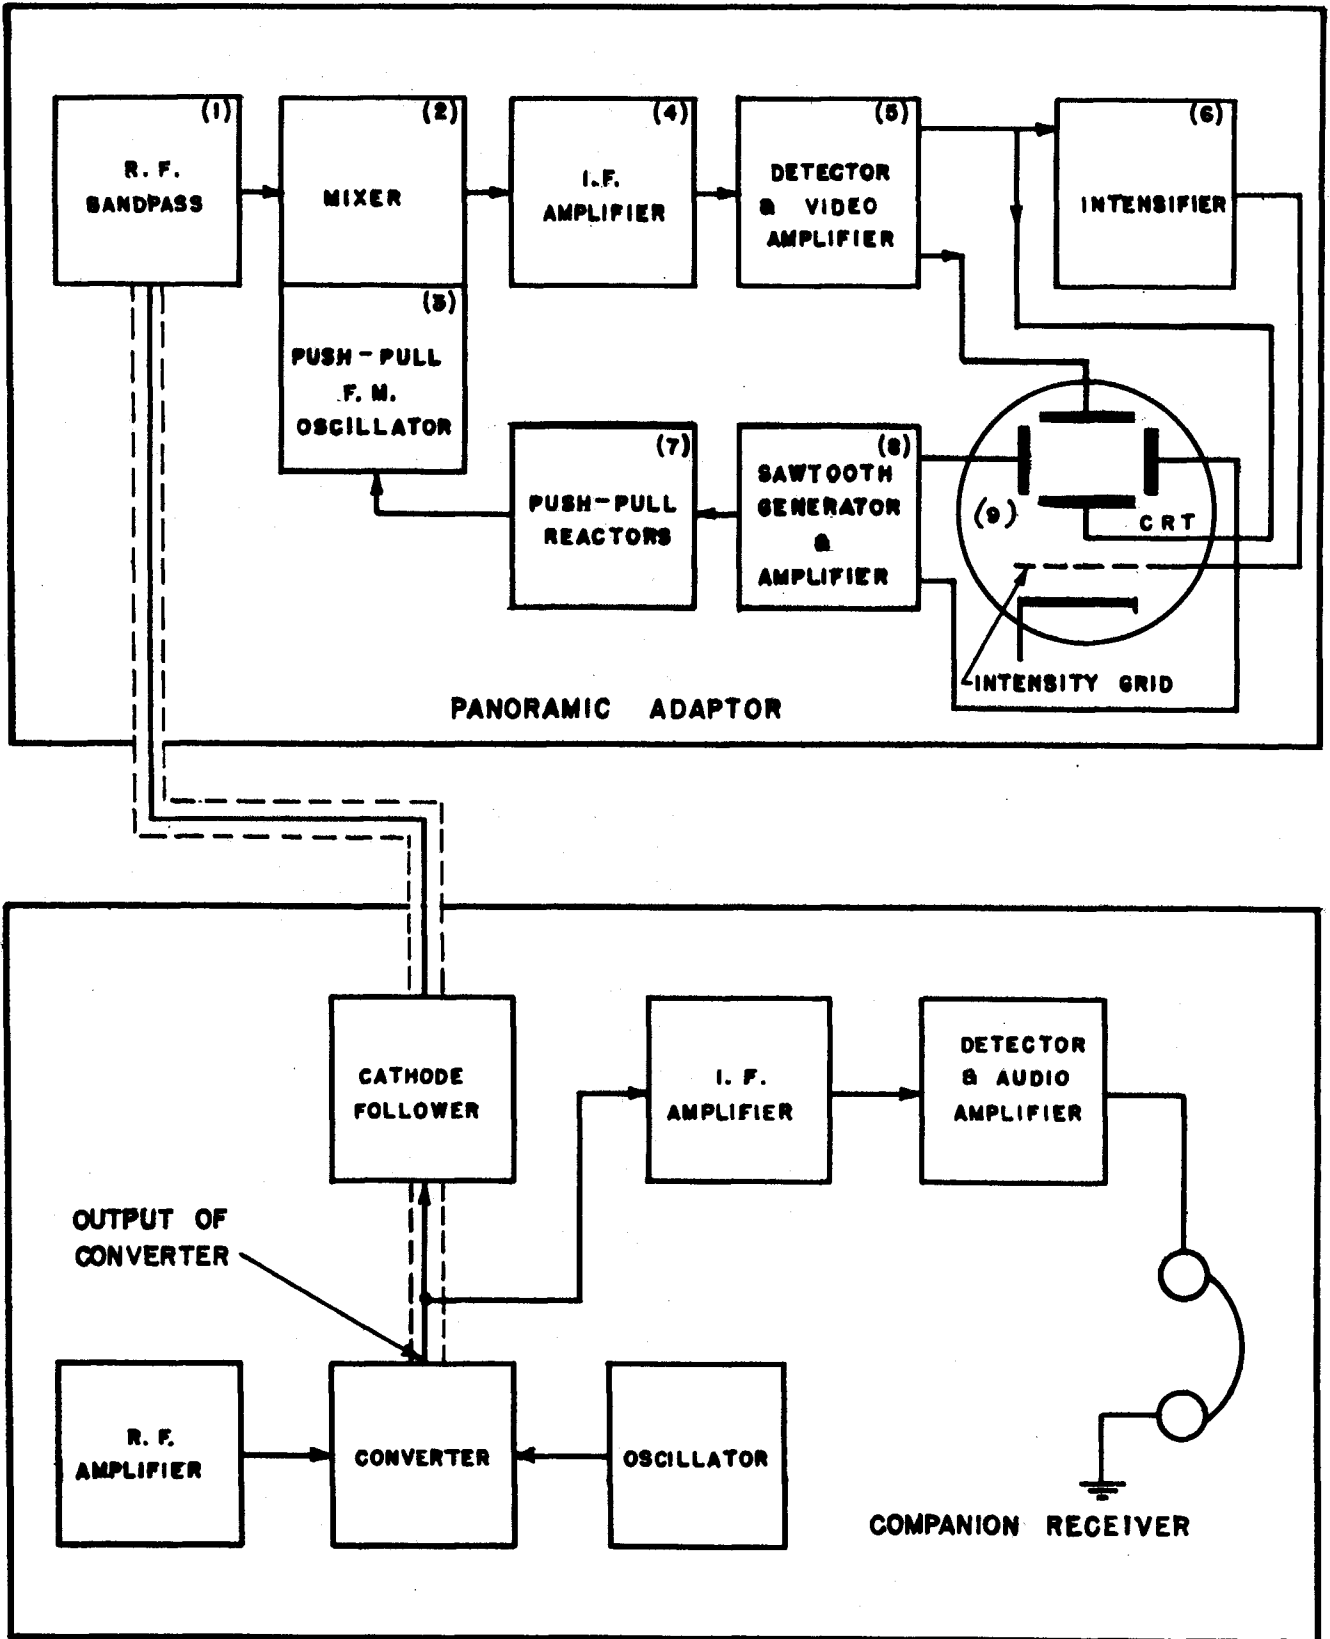 (1)
R. F.
BANDPASS
(2)
MIXER
(3)
PUSH-PULL
F. M.
OSCILLATOR
(4)
I.F.
AMPLIFIER
(5)
DETECTOR
& VIDEO
AMPLIFIER
(6)
INTENSIFIER
(7)
PUSH-PULL
REACTORS
(8)
SAWTOOTH
GENERATOR
&
AMPLIFIER
(9)
CRT
INTENSITY GRID
PANORAMIC ADAPTOR
CATHODE
FOLLOWER
I. F.
AMPLIFIER
DETECTOR
& AUDIO
AMPLIFIER
OUTPUT OF
CONVERTER
R. F.
AMPLIFIER
CONVERTER
OSCILLATOR
COMPANION RECEIVER